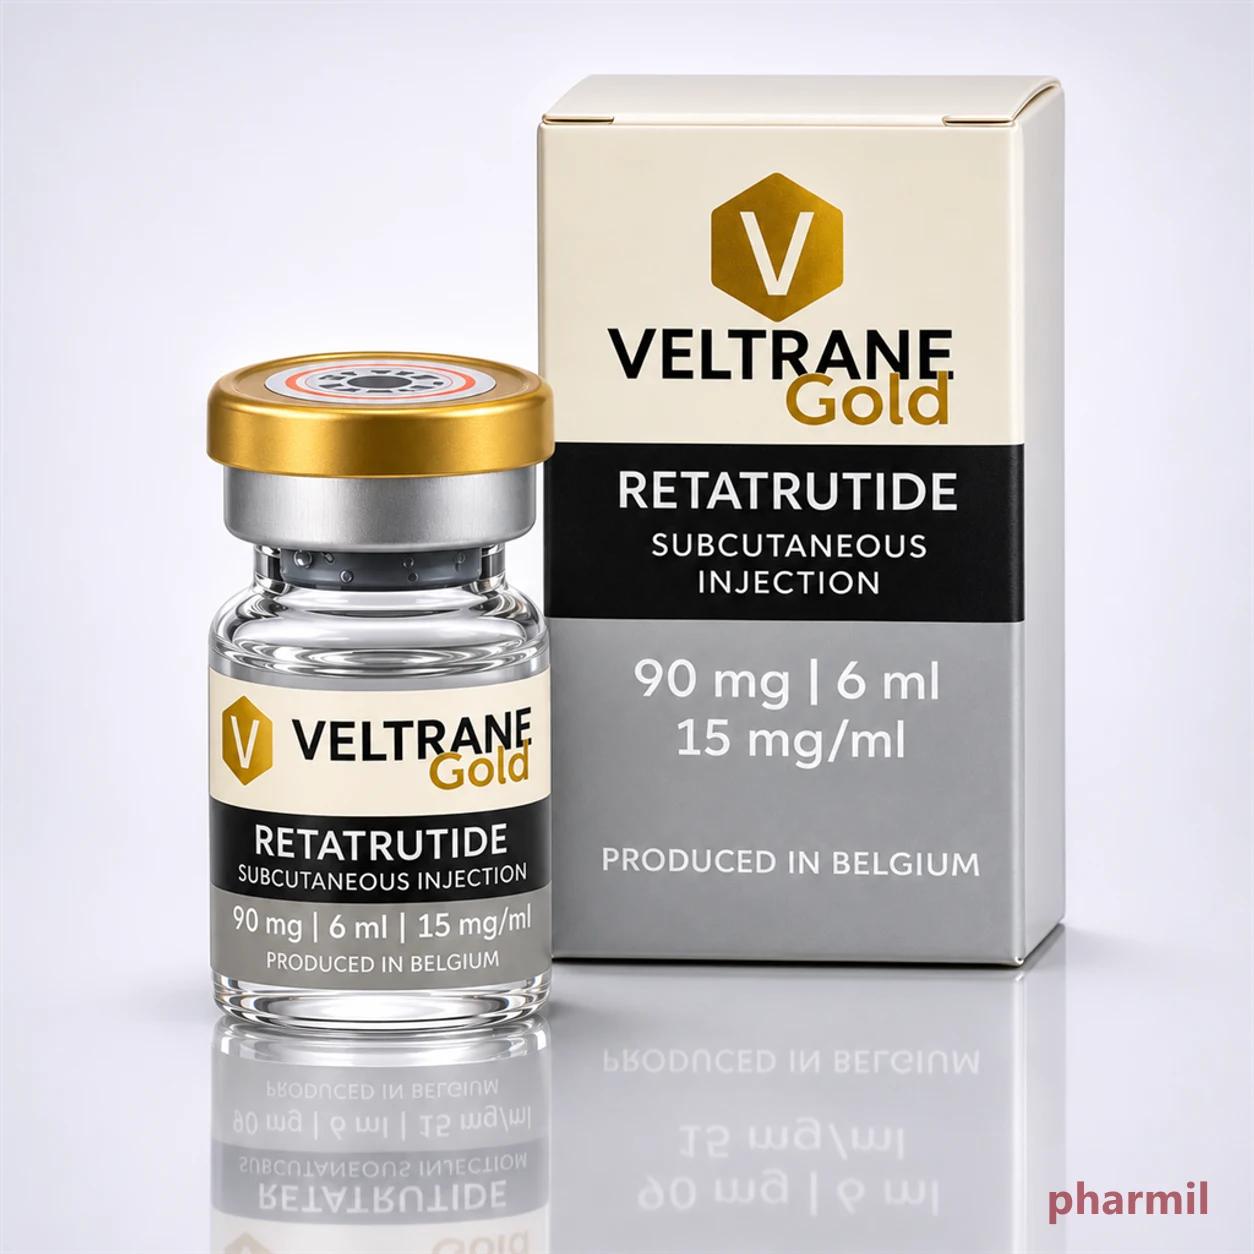 V
VELTRANE
Gold
RETATRUTIDE
SUBCUTANEOUS
INJECTION
90 mg | 6 ml
15 mg/ml
PRODUCED IN BELGIUM
V VELTRANE
Gold
RETATRUTIDE
SUBCUTANEOUS INJECTION
90 mg | 6 ml | 15 mg/ml
PRODUCED IN BELGIUM
pharmil